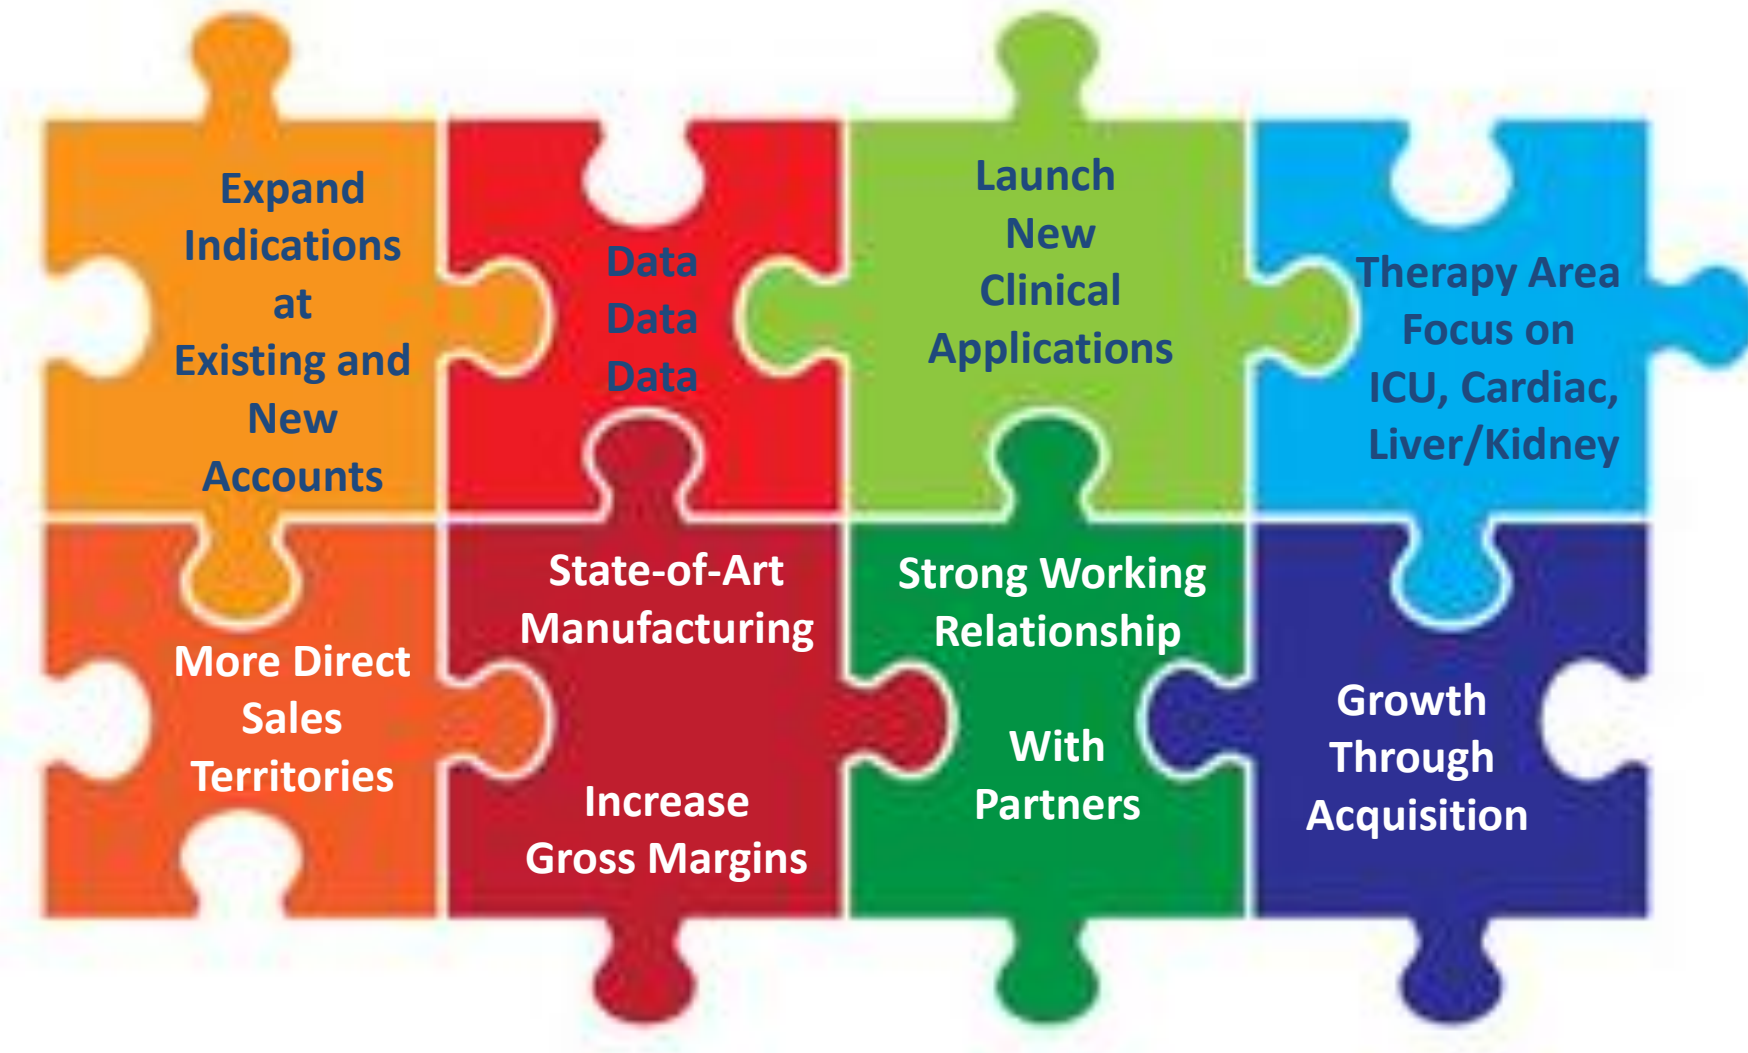 Expand
Indications
at
Existing and
New
Accounts
Data
Data
Data
Launch
New
Clinical
Applications
Therapy Area
Focus on
ICU, Cardiac,
Liver/Kidney
More Direct
Sales
Territories
State-of-Art
Manufacturing
Increase
Gross Margins
Strong Working
Relationship
With
Partners
Growth
Through
Acquisition